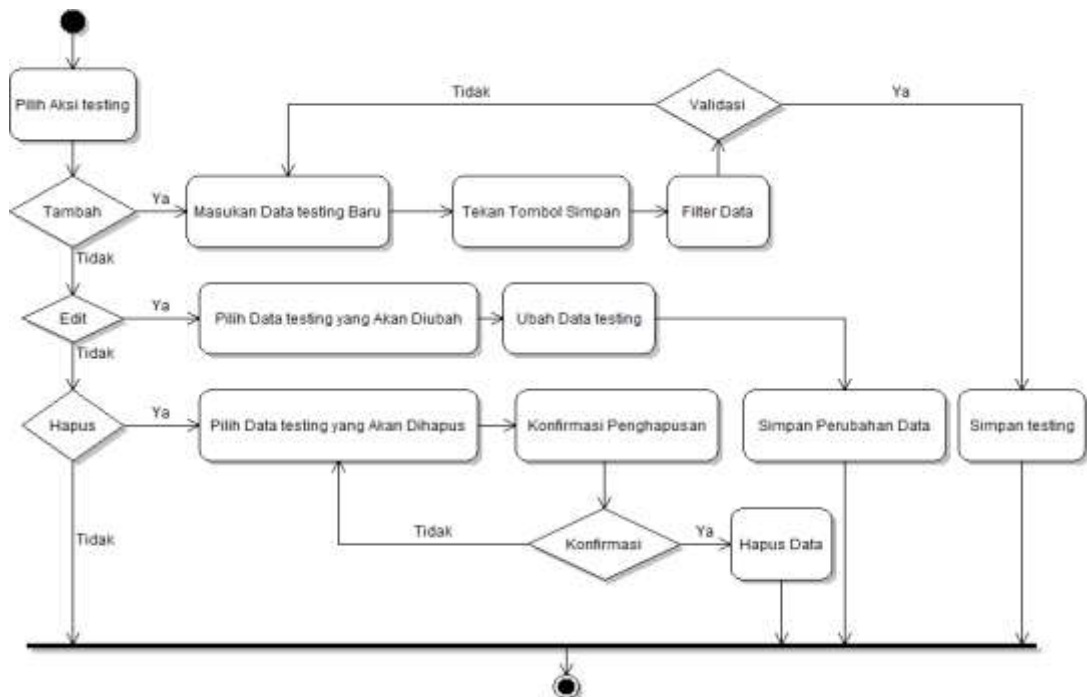 Pilih Aksi testing
Tidak
Validasi
Ya
Tambah
Ya
Masukan Data testing Baru
Tekan Tombol Simpan
Filter Data
Tidak
Edit
Ya
Pilih Data testing yang Akan Diubah
Ubah Data testing
Tidak
Hapus
Ya
Pilih Data testing yang Akan Dihapus
Konfirmasi Penghapusan
Simpan Perubahan Data
Simpan testing
Tidak
Tidak
Konfirmasi
Ya
Hapus Data